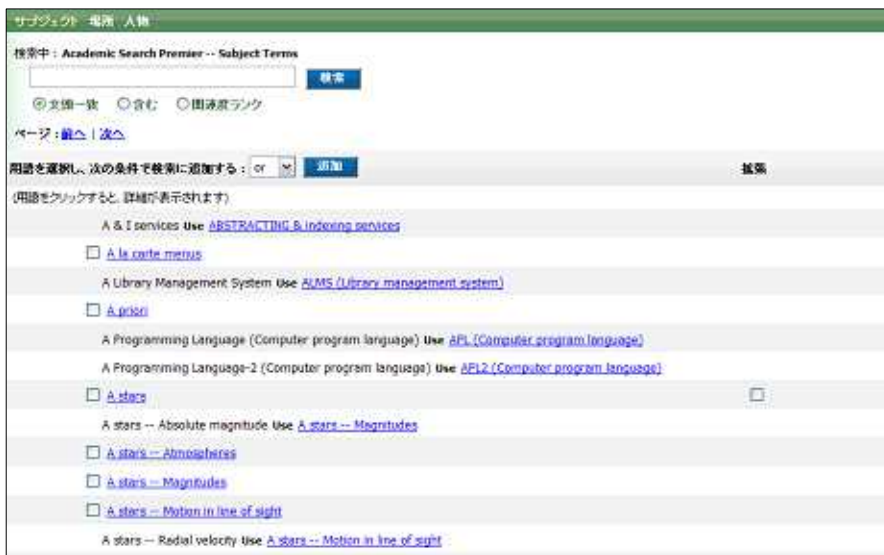 サブジェクト 場所 人物
検索中 : Academic Search Premier -- Subject Terms
検索
文頭一致 含む 関連度ランク
ページ : 前へ | 次へ
用語を選択し、次の条件で検索に追加する : or 追加 拡張
(用語をクリックすると、詳細が表示されます)
A & I services Use ABSTRACTING & indexing services
A la carte menus
A Library Management System Use ALMS (Library management system)
A priori
A Programming Language (Computer program language) Use APL (Computer program language)
A Programming Language-2 (Computer program language) Use APL2 (Computer program language)
A stars
A stars -- Absolute magnitude Use A stars -- Magnitudes
A stars -- Atmospheres
A stars -- Magnitudes
A stars -- Motion in line of sight
A stars -- Radial velocity Use A stars -- Motion in line of sight